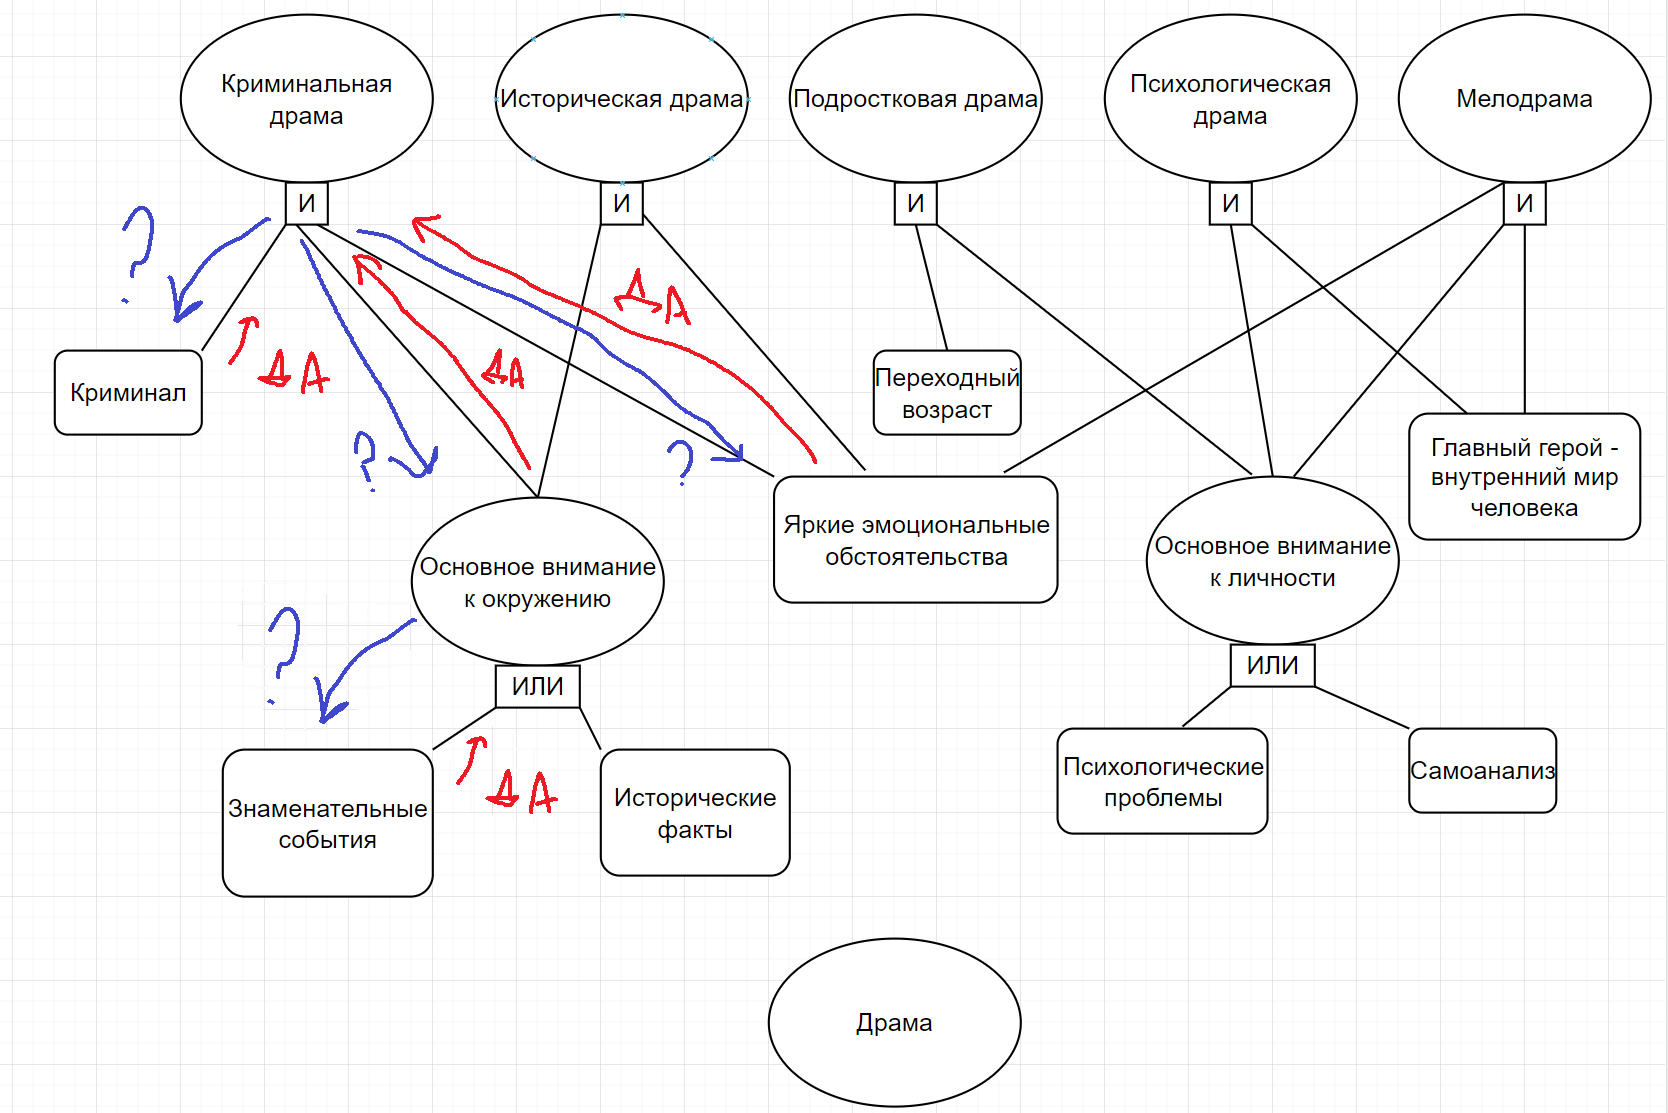 Криминальная
драма
Историческая драма
Подростковая драма
Психологическая
драма
Мелодрама
И
И
И
И
И
?
ДА
ДА
ДА
Криминал
Переходный
возраст
?
?
Главный герой -
внутренний мир
человека
Яркие эмоциональные
обстоятельства
Основное внимание
к окружению
Основное внимание
к личности
?
ИЛИ
ИЛИ
ДА
Знаменательные
события
Исторические
факты
Психологические
проблемы
Самоанализ
Драма